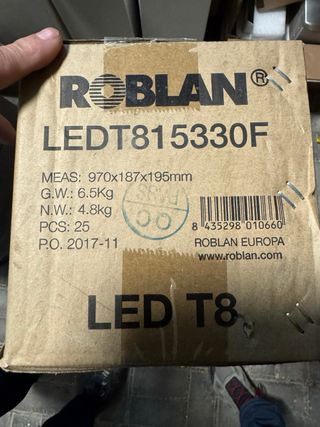 ROBLAN®
LEDT815330F
MEAS: 970x187x195mm
G.W.: 6.5Kg
N.W.: 4.8kg
PCS: 25
P.O. 2017-11
8 435298 010660
ROBLAN EUROPA
www.roblan.com
LED T8